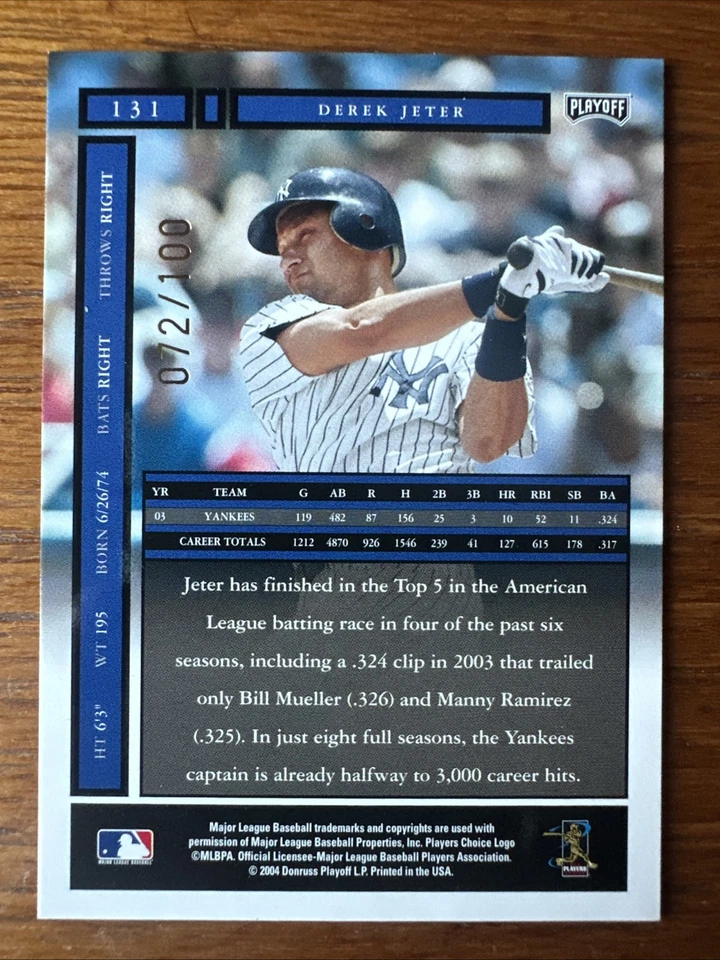 131
DEREK JETER
PLAYOFF
HT 6'3" WT 195 BORN 6/26/74 BATS RIGHT THROWS RIGHT
072/100
NY
NY
YR TEAM G AB R H 2B 3B HR RBI SB BA
03 YANKEES 119 482 87 156 25 3 10 52 11 .324
CAREER TOTALS 1212 4870 926 1546 239 41 127 615 178 .317
Jeter has finished in the Top 5 in the American
League batting race in four of the past six
seasons, including a .324 clip in 2003 that trailed
only Bill Mueller (.326) and Manny Ramirez
(.325). In just eight full seasons, the Yankees
captain is already halfway to 3,000 career hits.
MAJOR LEAGUE BASEBALL
Major League Baseball trademarks and copyrights are used with
permission of Major League Baseball Properties, Inc. Players Choice Logo
©MLBPA. Official Licensee-Major League Baseball Players Association.
© 2004 Donruss Playoff L.P. Printed in the USA.
PLAYERS